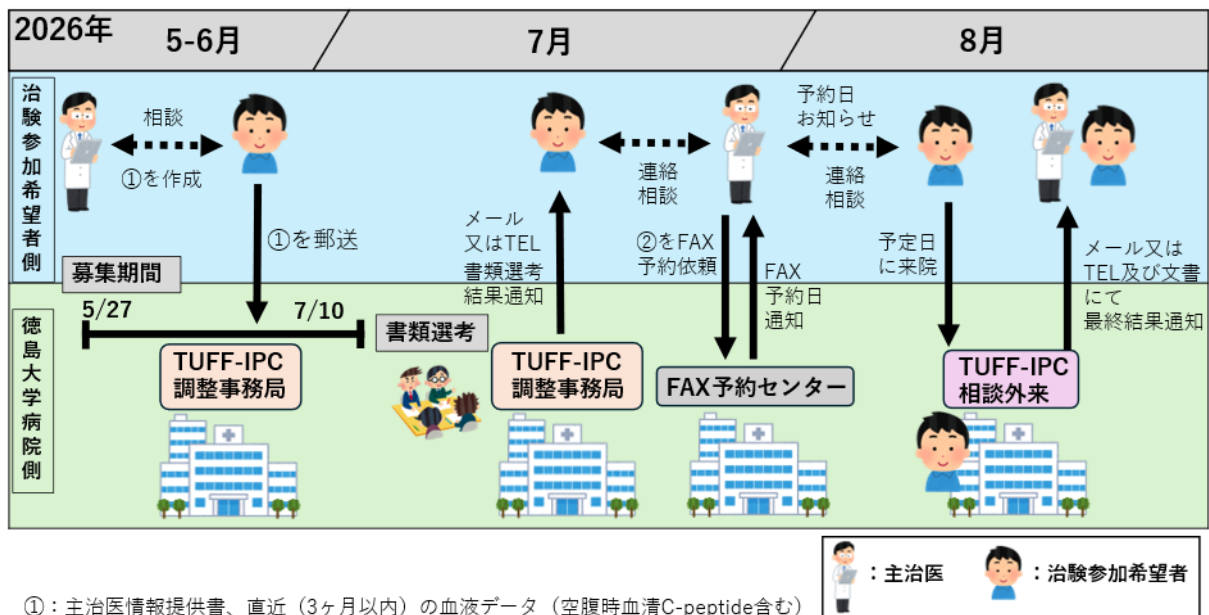 2026年
5-6月
7月
8月
治験参加希望者側
相談
①を作成
①を郵送
募集期間
メール
又はTEL
書類選考
結果通知
連絡
相談
②をFAX
予約依頼
FAX
予約日
通知
予約日
お知らせ
連絡
相談
予定日
に来院
メール又は
TEL及び文書
にて
最終結果通知
徳島大学病院側
5/27
7/10
書類選考
TUFF-IPC
調整事務局
TUFF-IPC
調整事務局
FAX予約センター
TUFF-IPC
相談外来
:主治医
:治験参加希望者
①：主治医情報提供書、直近（3ヶ月以内）の血液データ（空腹時血清C-peptide含む）